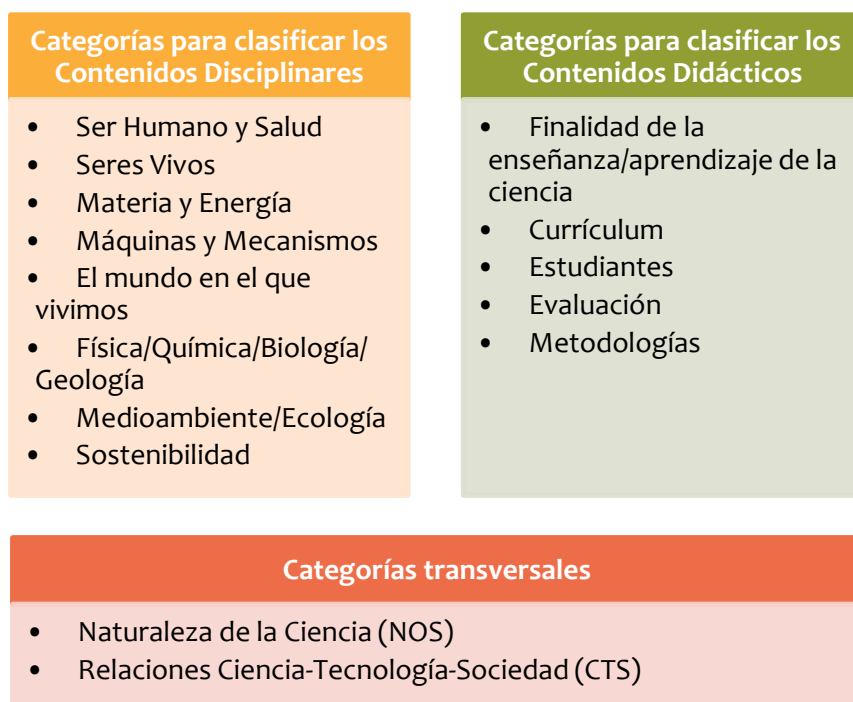 Categorías para clasificar los
Contenidos Disciplinares
• Ser Humano y Salud
• Seres Vivos
• Materia y Energía
• Máquinas y Mecanismos
• El mundo en el que
vivimos
• Física/Química/Biología/
Geología
• Medioambiente/Ecología
• Sostenibilidad
Categorías para clasificar los
Contenidos Didácticos
• Finalidad de la
enseñanza/aprendizaje de la
ciencia
• Currículum
• Estudiantes
• Evaluación
• Metodologías
Categorías transversales
• Naturaleza de la Ciencia (NOS)
• Relaciones Ciencia-Tecnología-Sociedad (CTS)